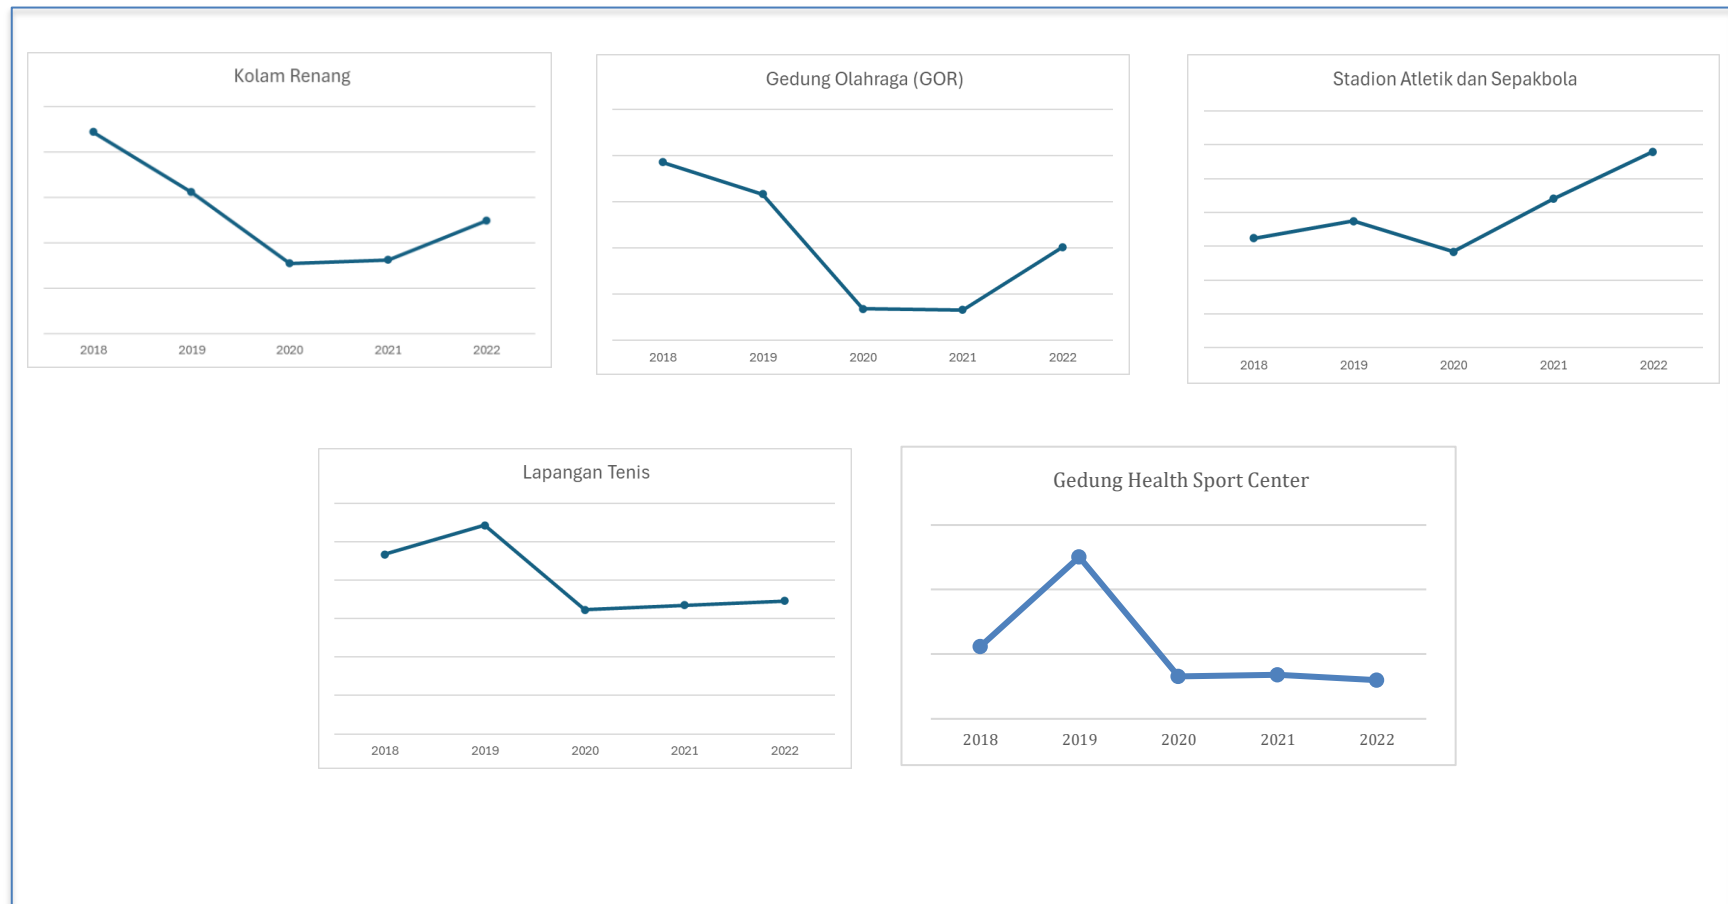 Kolam Renang
2018 2019 2020 2021 2022
Gedung Olahraga (GOR)
2018 2019 2020 2021 2022
Stadion Atletik dan Sepakbola
2018 2019 2020 2021 2022
Lapangan Tenis
2018 2019 2020 2021 2022
Gedung Health Sport Center
2018 2019 2020 2021 2022